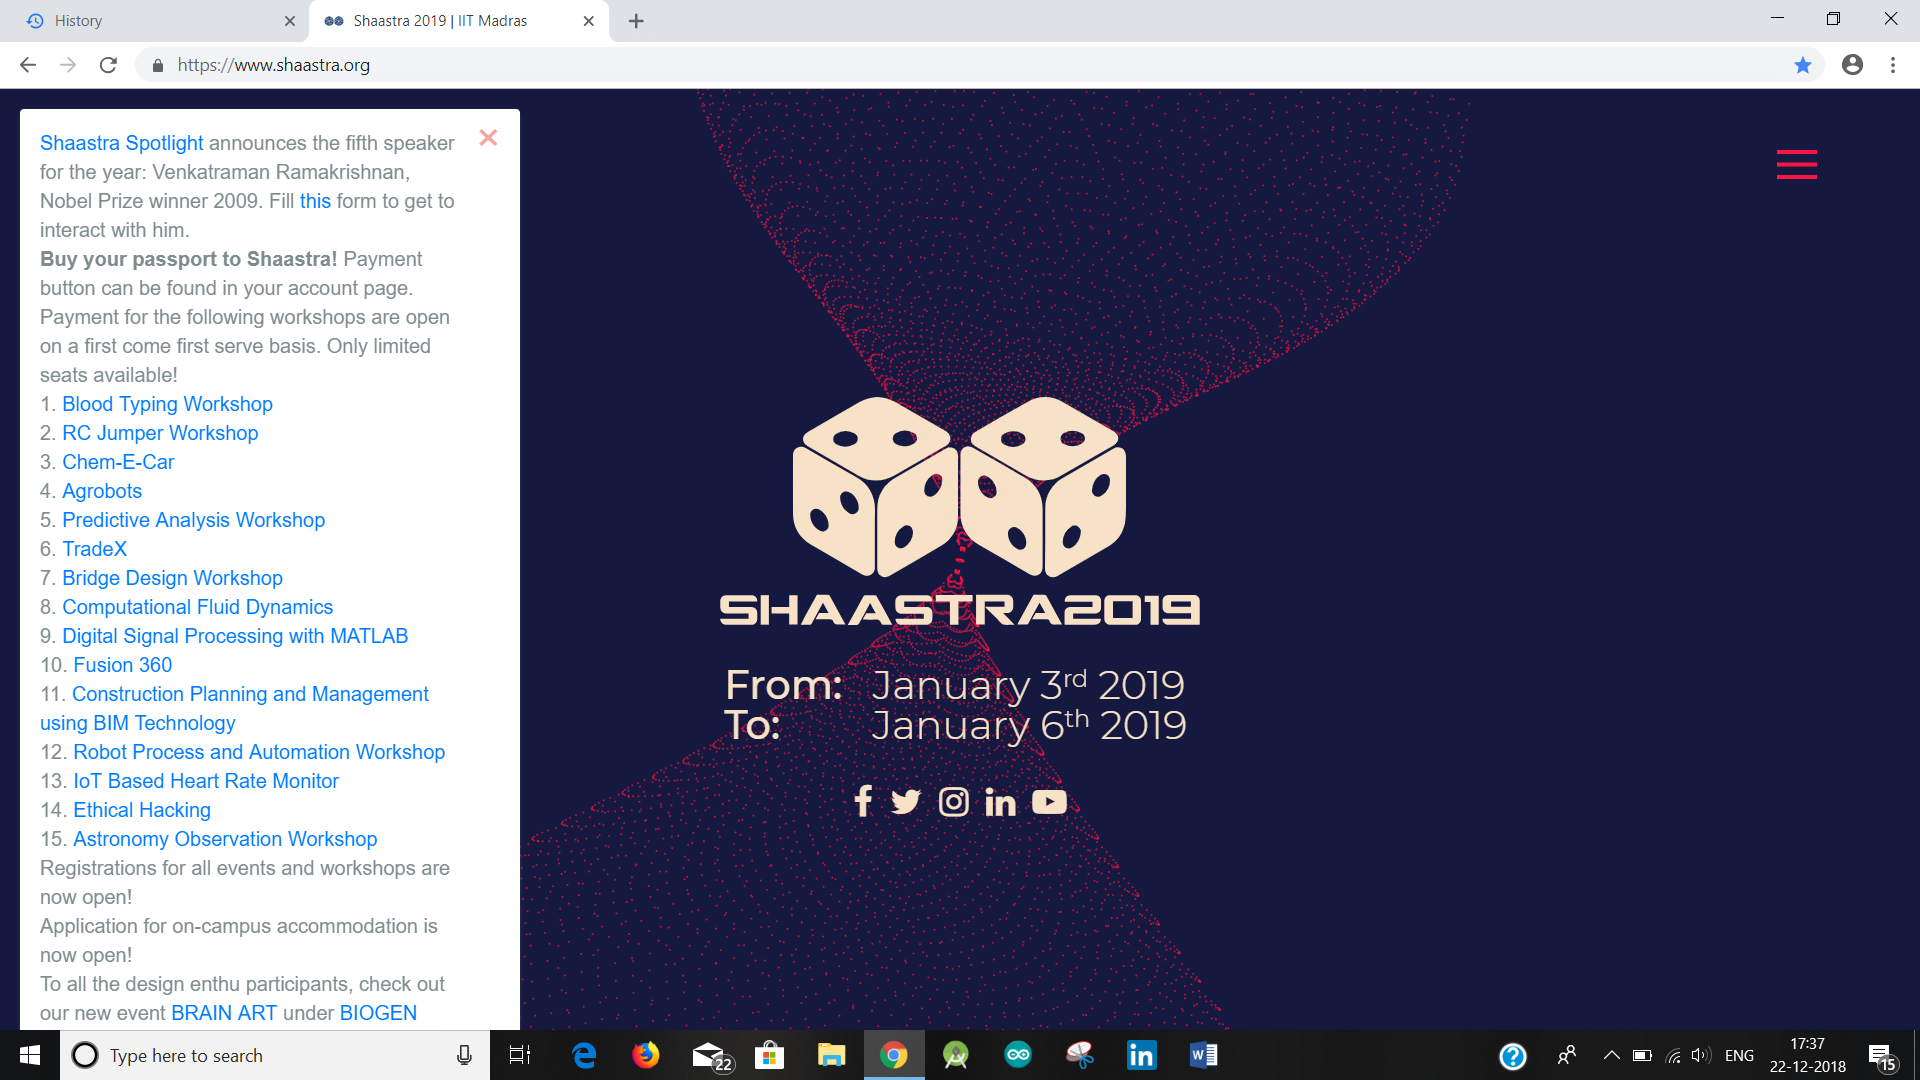 History
Shaastra 2019 | IIT Madras
https://www.shaastra.org
Shaastra Spotlight announces the fifth speaker
for the year: Venkatraman Ramakrishnan,
Nobel Prize winner 2009. Fill this form to get to
interact with him.
Buy your passport to Shaastra! Payment
button can be found in your account page.
Payment for the following workshops are open
on a first come first serve basis. Only limited
seats available!
1. Blood Typing Workshop
2. RC Jumper Workshop
3. Chem-E-Car
4. Agrobots
5. Predictive Analysis Workshop
6. TradeX
7. Bridge Design Workshop
8. Computational Fluid Dynamics
9. Digital Signal Processing with MATLAB
10. Fusion 360
11. Construction Planning and Management
using BIM Technology
12. Robot Process and Automation Workshop
13. IoT Based Heart Rate Monitor
14. Ethical Hacking
15. Astronomy Observation Workshop
Registrations for all events and workshops are
now open!
Application for on-campus accommodation is
now open!
To all the design enthu participants, check out
our new event BRAIN ART under BIOGEN
SHAASTRA2019
From: January 3rd 2019
To: January 6th 2019
Type here to search
22
ENG
17:37
22-12-2018
15